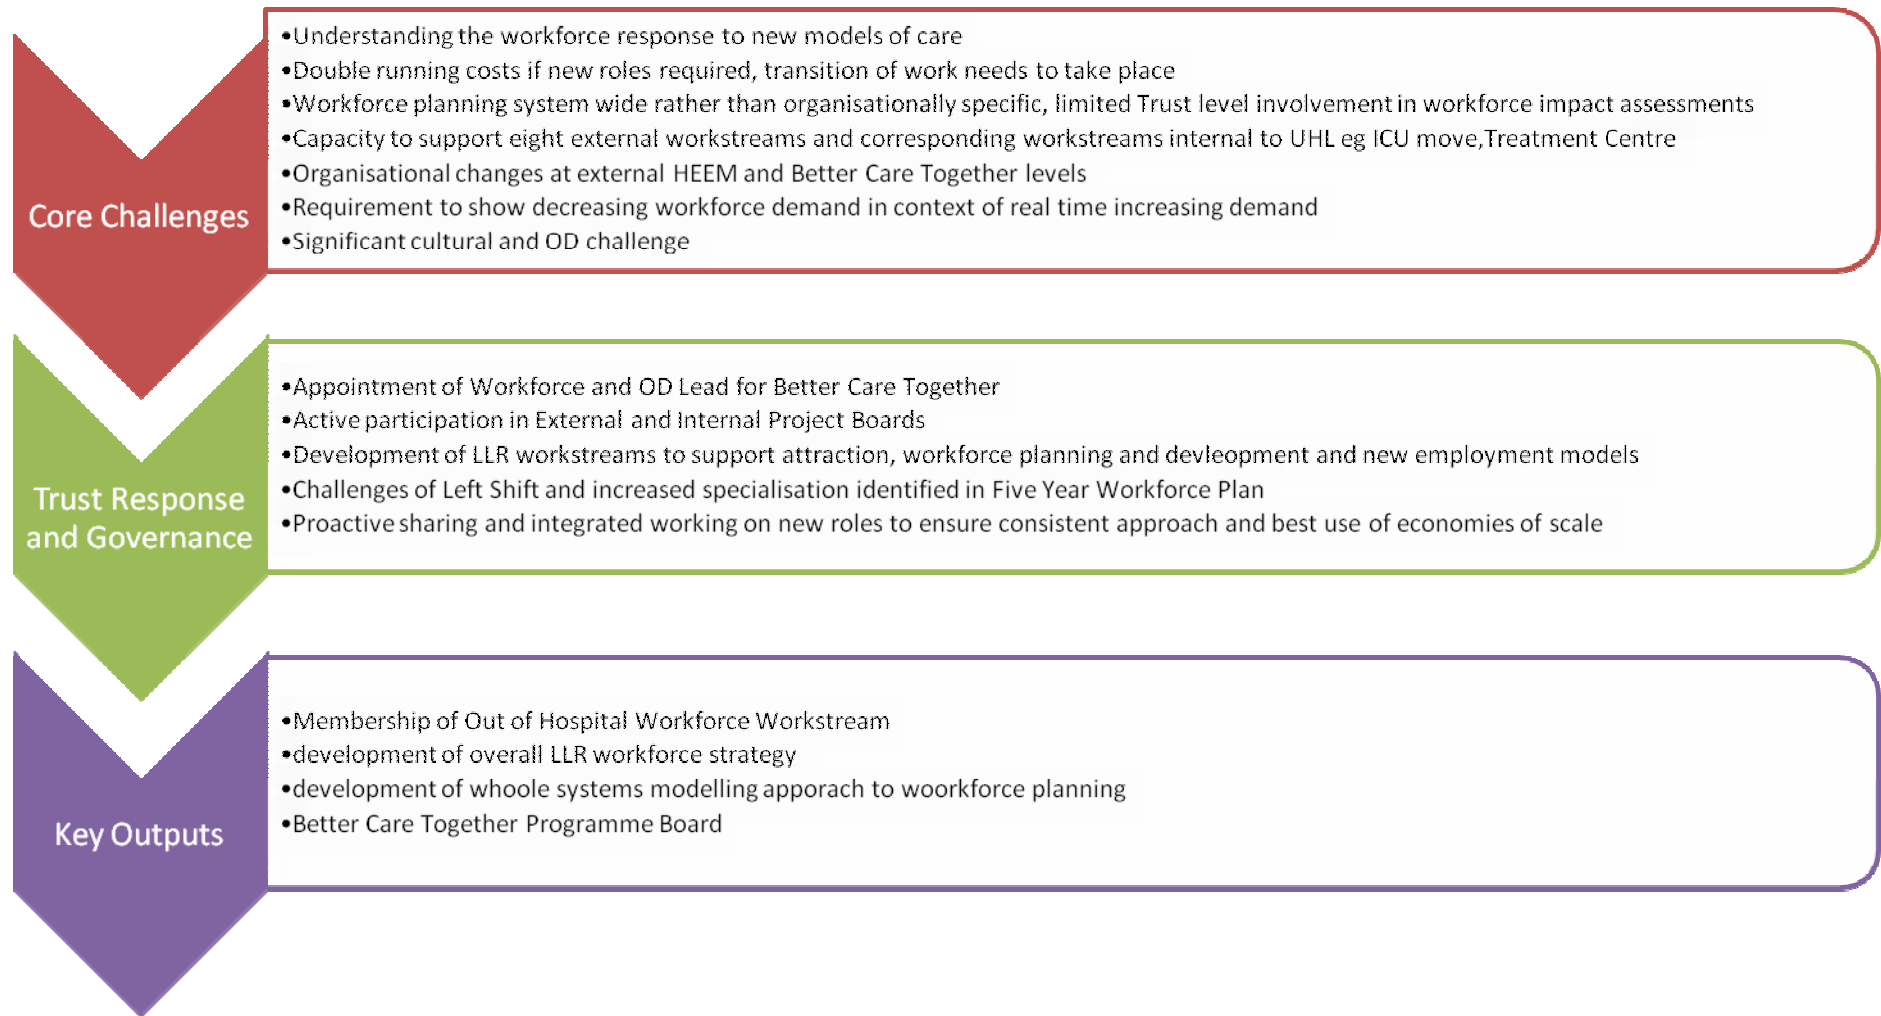 Core Challenges
•Understanding the workforce response to new models of care
•Double running costs if new roles required, transition of work needs to take place
•Workforce planning system wide rather than organisationally specific, limited Trust level involvement in workforce impact assessments
•Capacity to support eight external workstreams and corresponding workstreams internal to UHL eg ICU move,Treatment Centre
•Organisational changes at external HEEM and Better Care Together levels
•Requirement to show decreasing workforce demand in context of real time increasing demand
•Significant cultural and OD challenge
Trust Response
and Governance
•Appointment of Workforce and OD Lead for Better Care Together
•Active participation in External and Internal Project Boards
•Development of LLR workstreams to support attraction, workforce planning and devleopment and new employment models
•Challenges of Left Shift and increased specialisation identified in Five Year Workforce Plan
•Proactive sharing and integrated working on new roles to ensure consistent approach and best use of economies of scale
Key Outputs
•Membership of Out of Hospital Workforce Workstream
•development of overall LLR workforce strategy
•development of whoole systems modelling apporach to woorkforce planning
•Better Care Together Programme Board